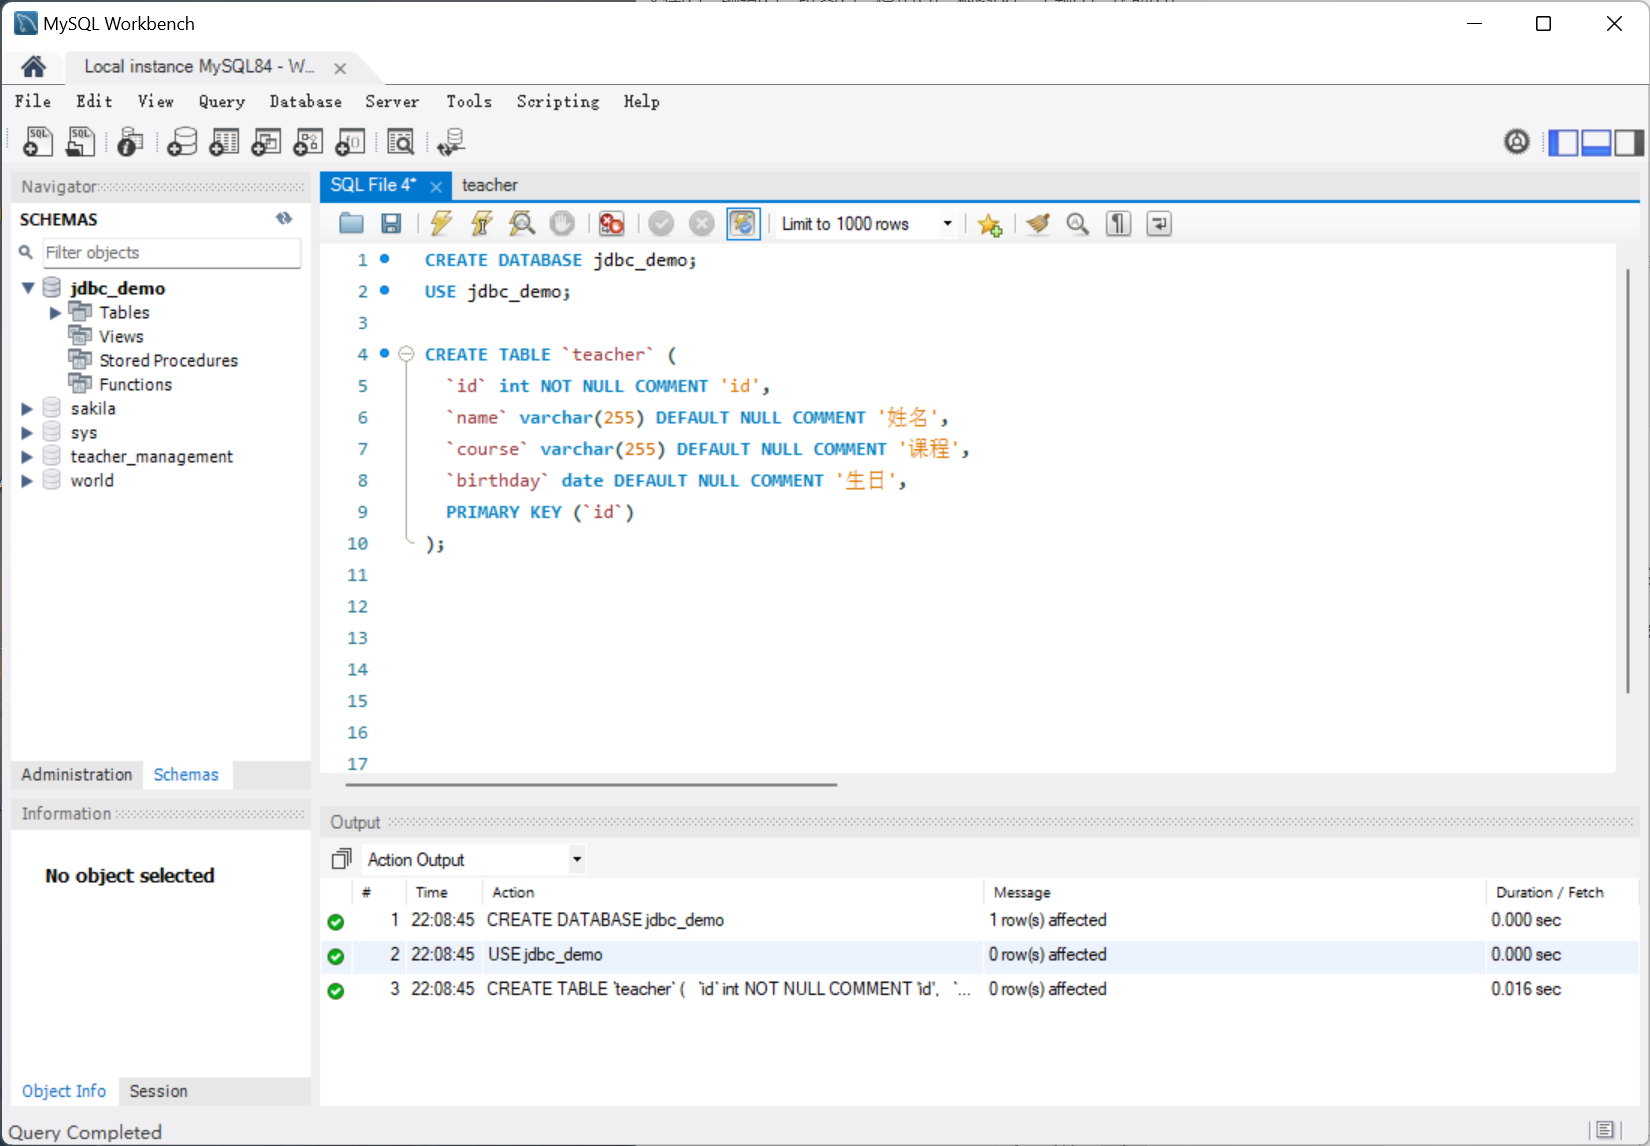 MySQL Workbench
Local instance MySQL84 - W...
File Edit View Query Database Server Tools Scripting Help
Navigator
SCHEMAS
Filter objects
jdbc_demo
Tables
Views
Stored Procedures
Functions
sakila
sys
teacher_management
world
Administration Schemas
Information
No object selected
Object Info Session
SQL File 4* teacher
Limit to 1000 rows
1 CREATE DATABASE jdbc_demo;
2 USE jdbc_demo;
3
4 CREATE TABLE `teacher` (
5 `id` int NOT NULL COMMENT 'id',
6 `name` varchar(255) DEFAULT NULL COMMENT '姓名',
7 `course` varchar(255) DEFAULT NULL COMMENT '课程',
8 `birthday` date DEFAULT NULL COMMENT '生日',
9 PRIMARY KEY (`id`)
10 );
11
12
13
14
15
16
17
Output
Action Output
# Time Action Message Duration / Fetch
1 22:08:45 CREATE DATABASE jdbc_demo 1 row(s) affected 0.000 sec
2 22:08:45 USE jdbc_demo 0 row(s) affected 0.000 sec
3 22:08:45 CREATE TABLE `teacher` ( `id` int NOT NULL COMMENT 'id', `... 0 row(s) affected 0.016 sec
Query Completed